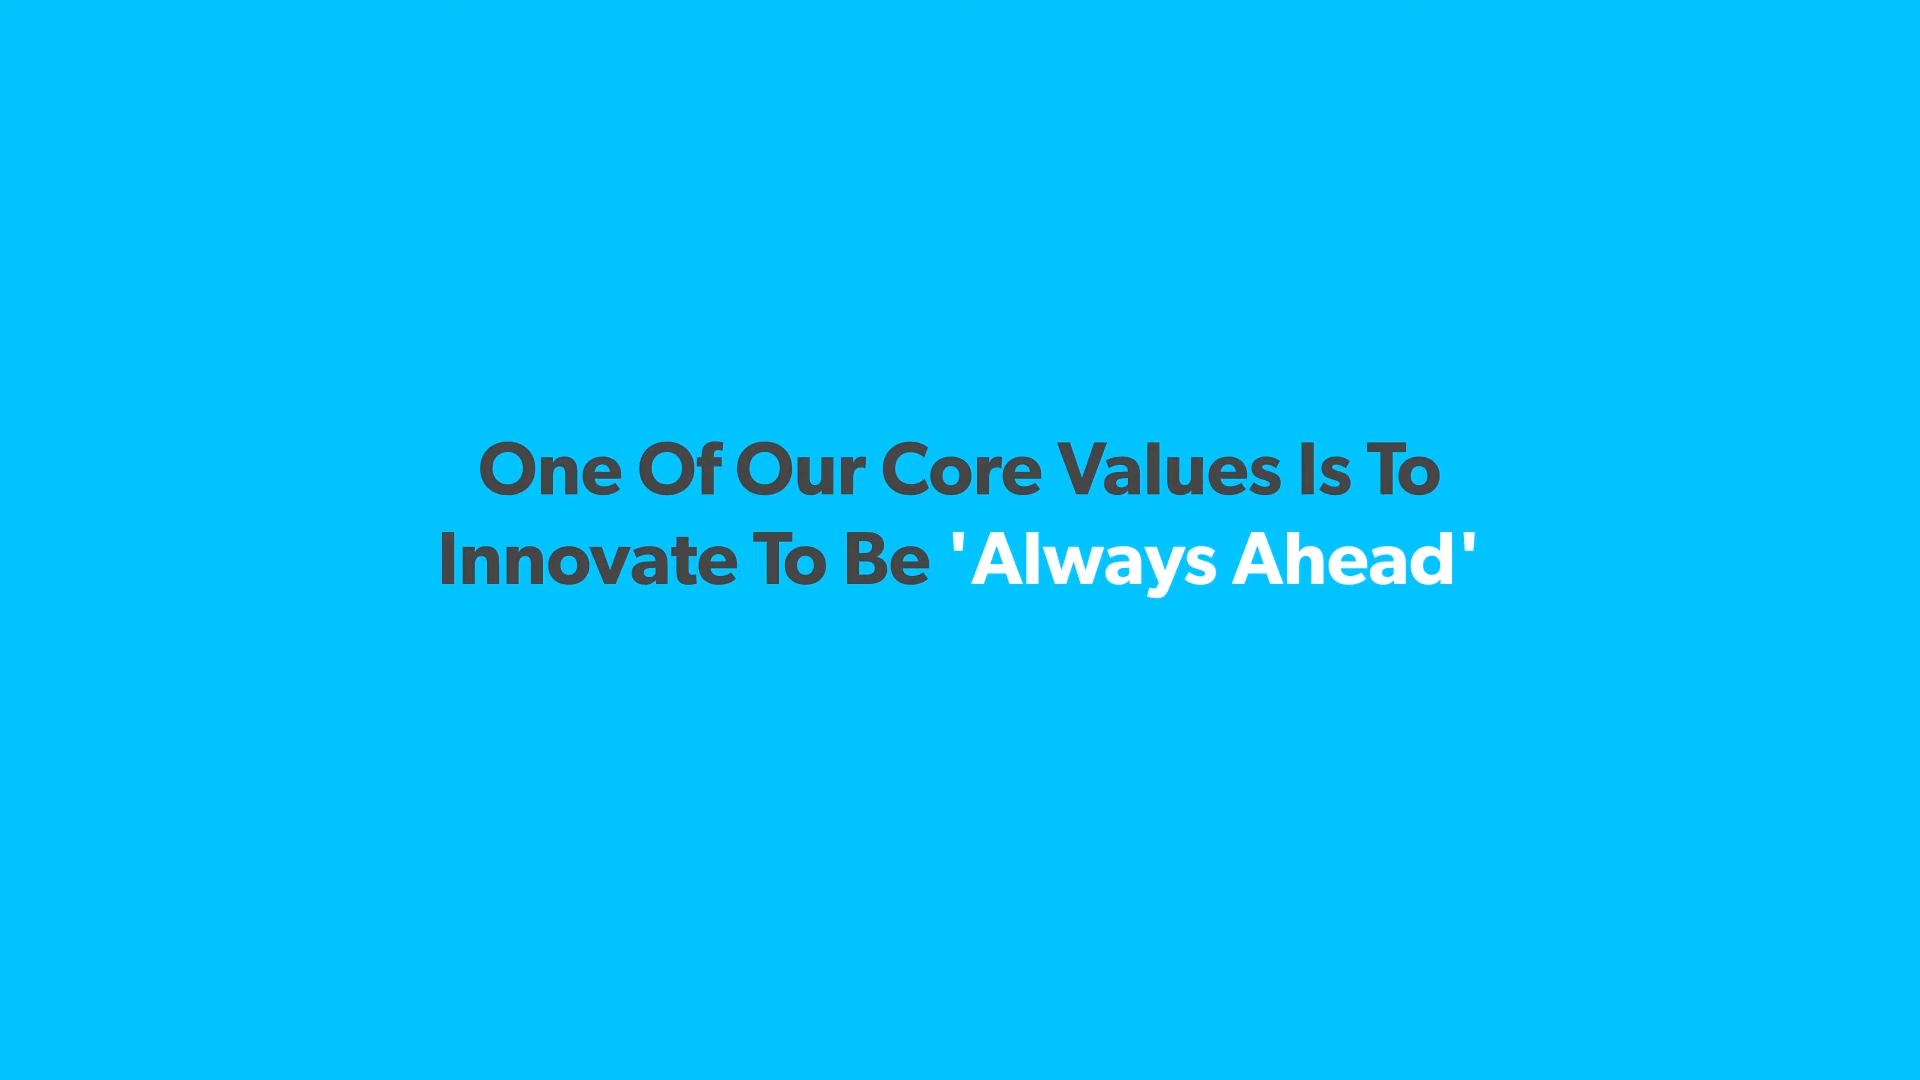 One Of Our Core Values Is To
Innovate To Be 'Always Ahead'